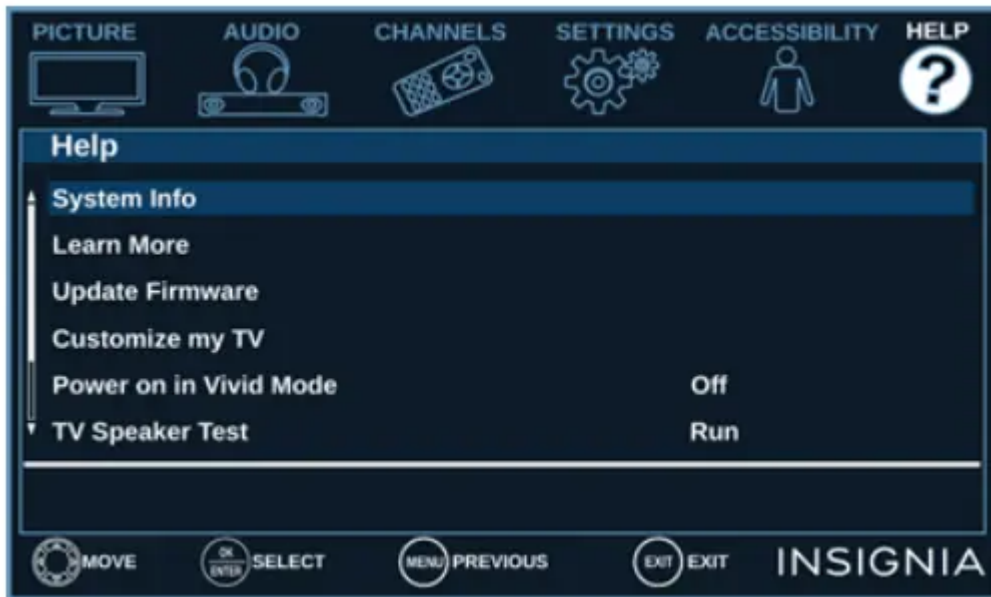 PICTURE AUDIO CHANNELS SETTINGS ACCESSIBILITY HELP
?
Help
System Info
Learn More
Update Firmware
Customize my TV
Power on in Vivid Mode Off
TV Speaker Test Run
MOVE OK ENTER SELECT MENU PREVIOUS EXIT EXIT INSIGNIA